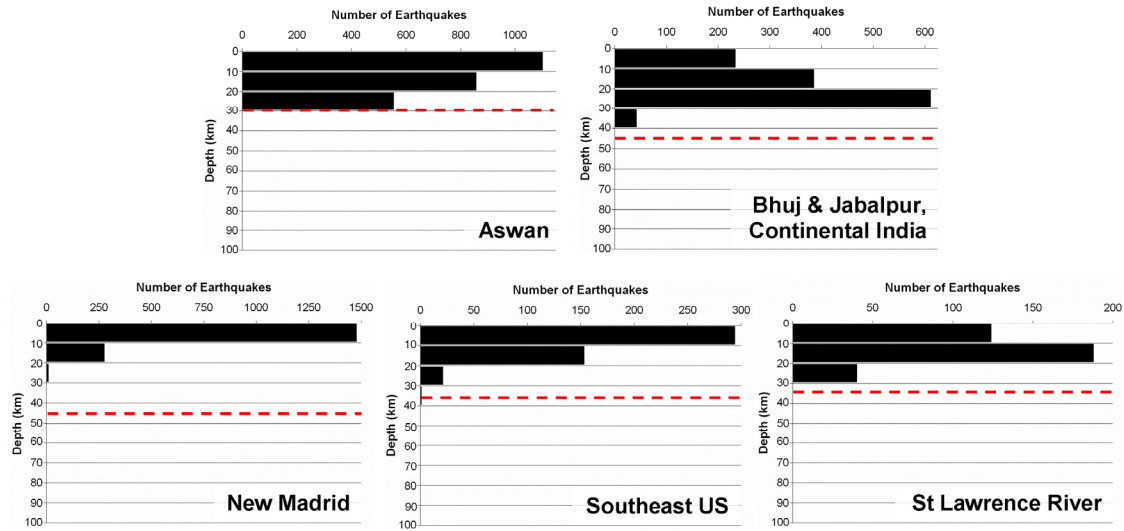 Number of Earthquakes
0 200 400 600 800 1000
Depth (km)
0
10
20
30
40
50
60
70
80
90
100
Aswan
Number of Earthquakes
0 100 200 300 400 500 600
Depth (km)
0
10
20
30
40
50
60
70
80
90
100
Bhuj & Jabalpur,
Continental India
Number of Earthquakes
0 250 500 750 1000 1250 1500
Depth (km)
0
10
20
30
40
50
60
70
80
90
100
New Madrid
Number of Earthquakes
0 50 100 150 200 250 300
Depth (km)
0
10
20
30
40
50
60
70
80
90
100
Southeast US
Number of Earthquakes
0 50 100 150 200
Depth (km)
0
10
20
30
40
50
60
70
80
90
100
St Lawrence River